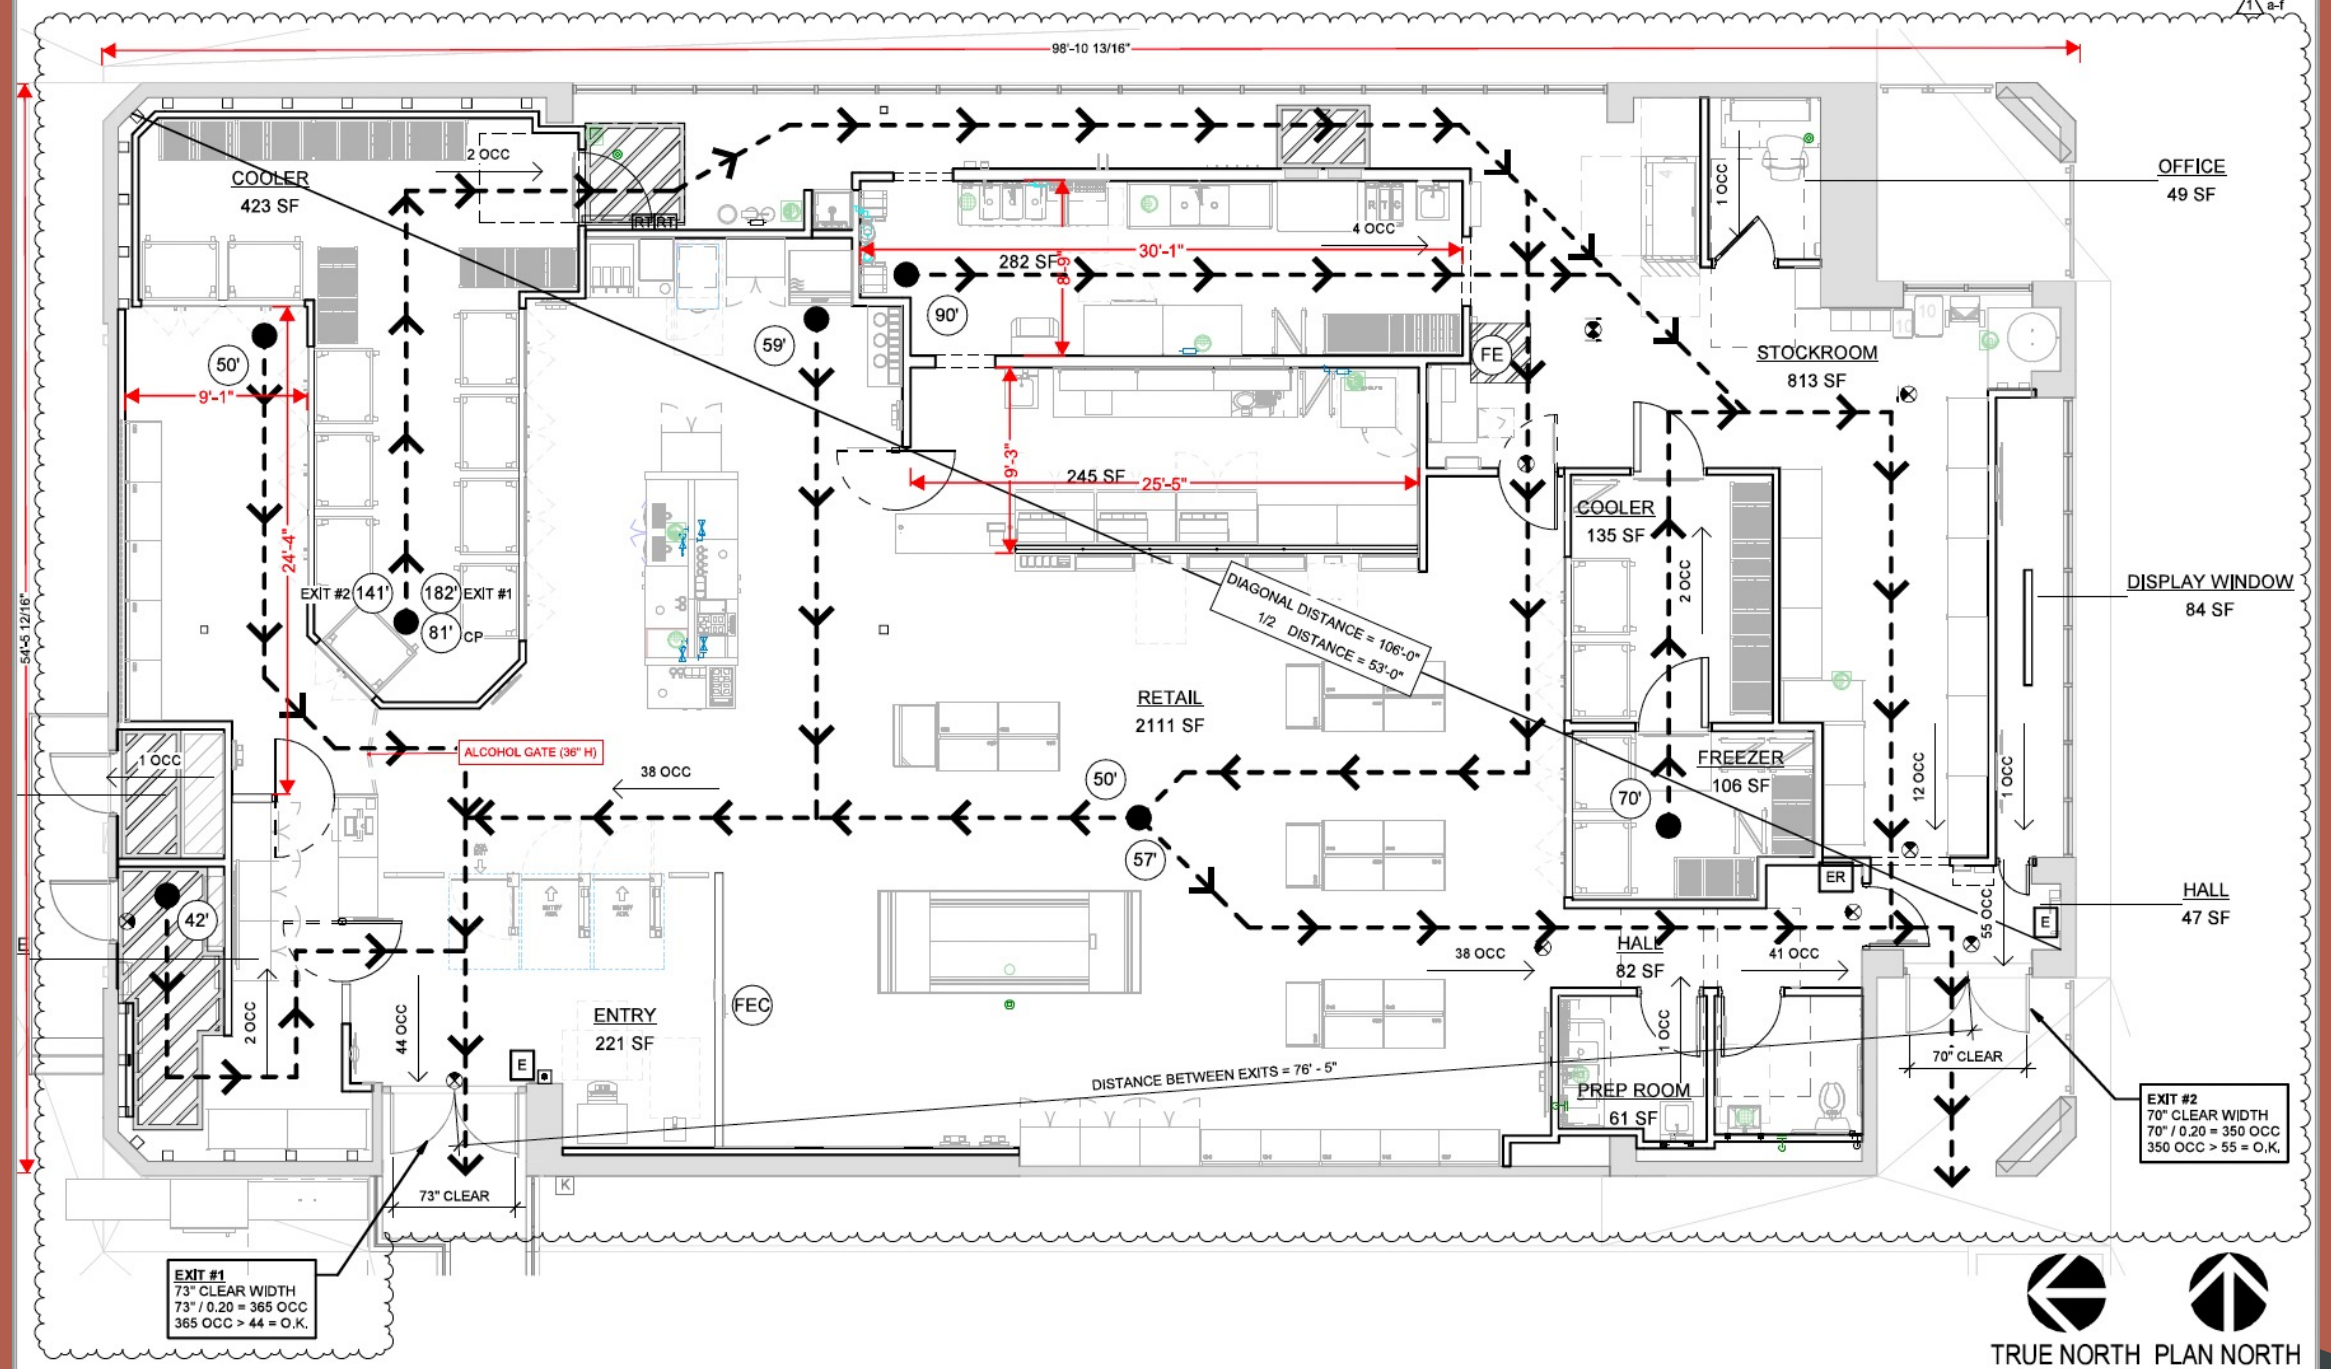 1 a-f
98'-10 13/16"
54'-5 12/16"
COOLER
423 SF
2 OCC
RT RT
OFFICE
49 SF
1 OCC
4 OCC
R T C
30'-1"
282 SF
8'-9"
90'
59'
50'
9'-1"
24'-4"
FE
STOCKROOM
813 SF
10
10
245 SF
25'-5"
9'-3"
COOLER
135 SF
2 OCC
EXIT #2
141'
182'
EXIT #1
81'
CP
DISPLAY WINDOW
84 SF
DIAGONAL DISTANCE = 106'-0"
1/2 DISTANCE = 53'-0"
RETAIL
2111 SF
ALCOHOL GATE (36" H)
1 OCC
38 OCC
50'
57'
FREEZER
106 SF
70'
12 OCC
1 OCC
ER
HALL
47 SF
E
55 OCC
42'
E
2 OCC
44 OCC
E
ENTRY
221 SF
FEC
38 OCC
HALL
82 SF
41 OCC
1 OCC
70" CLEAR
DISTANCE BETWEEN EXITS = 76' - 5"
PREP ROOM
61 SF
EXIT #2
70" CLEAR WIDTH
70" / 0.20 = 350 OCC
350 OCC > 55 = O.K.
K
73" CLEAR
EXIT #1
73" CLEAR WIDTH
73" / 0.20 = 365 OCC
365 OCC > 44 = O.K.
TRUE NORTH PLAN NORTH